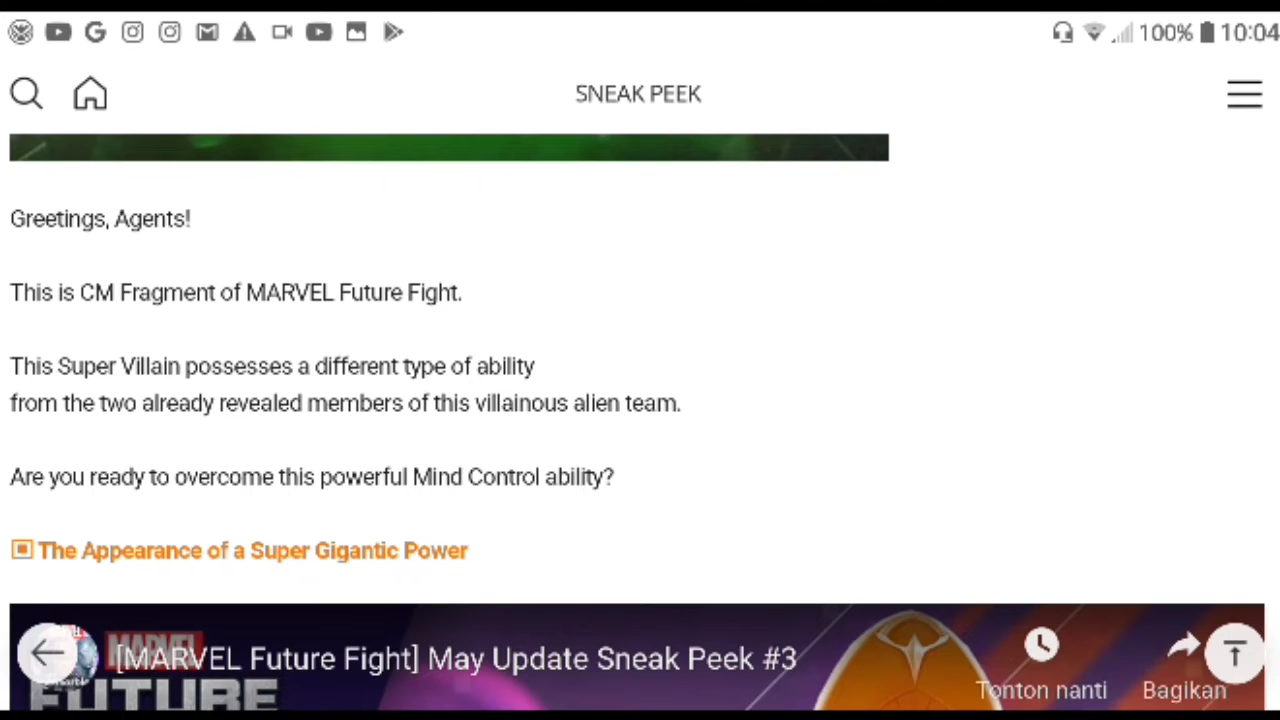 100% 10:04
SNEAK PEEK
Greetings, Agents!
This is CM Fragment of MARVEL Future Fight.
This Super Villain possesses a different type of ability
from the two already revealed members of this villainous alien team.
Are you ready to overcome this powerful Mind Control ability?
The Appearance of a Super Gigantic Power
MARVEL
[MARVEL Future Fight] May Update Sneak Peek #3
FUTURE
Tonton nanti Bagikan